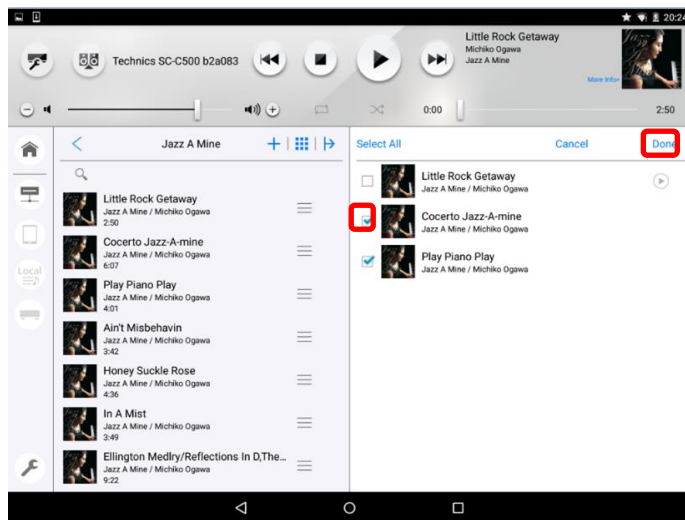 20:24
Technics SC-C500 b2a083
Little Rock Getaway
Michiko Ogawa
Jazz A Mine
More Info+
0:00
2:50
Jazz A Mine
Little Rock Getaway
Jazz A Mine / Michiko Ogawa
2:50
Cocerto Jazz-A-mine
Jazz A Mine / Michiko Ogawa
6:07
Play Piano Play
Jazz A Mine / Michiko Ogawa
4:01
Ain't Misbehavin
Jazz A Mine / Michiko Ogawa
3:42
Honey Suckle Rose
Jazz A Mine / Michiko Ogawa
4:36
In A Mist
Jazz A Mine / Michiko Ogawa
3:49
Ellington Medlry/Reflections In D,The...
Jazz A Mine / Michiko Ogawa
9:22
Local
Select All
Cancel
Done
Little Rock Getaway
Jazz A Mine / Michiko Ogawa
Cocerto Jazz-A-mine
Jazz A Mine / Michiko Ogawa
Play Piano Play
Jazz A Mine / Michiko Ogawa